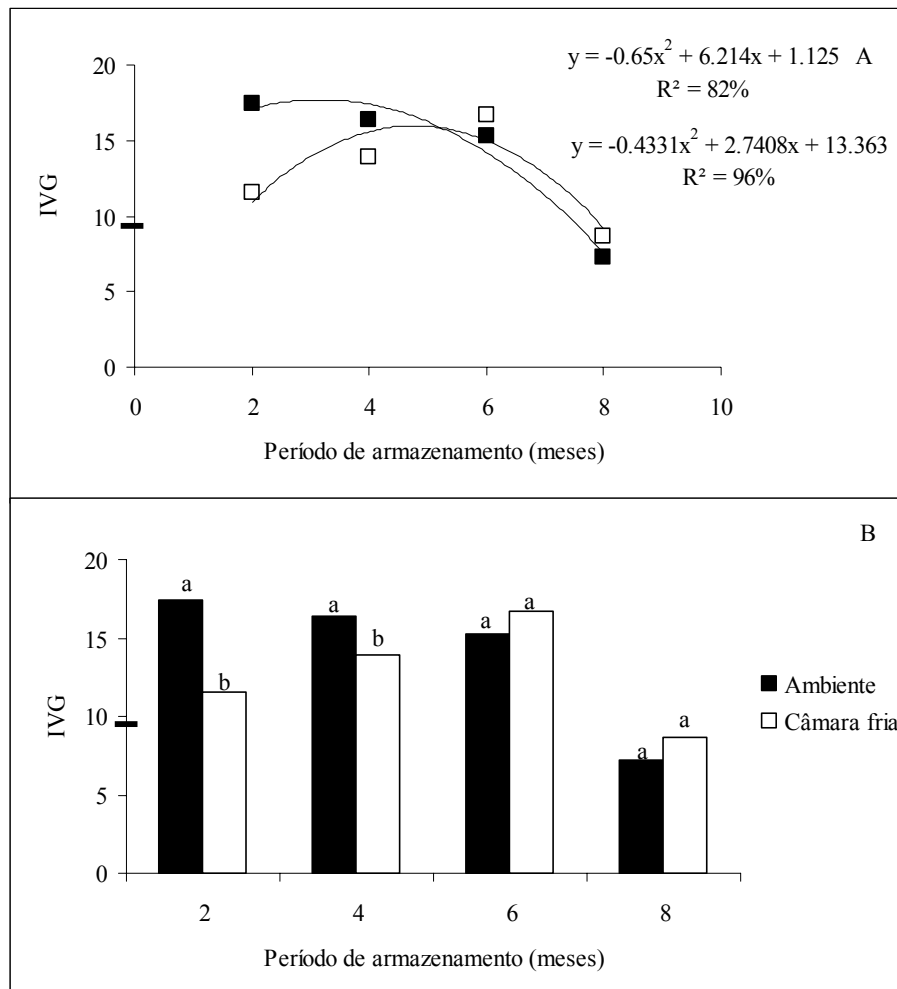 y = -0.65x² + 6.214x + 1.125 A
R² = 82%
y = -0.4331x² + 2.7408x + 13.363
R² = 96%
20
15
10
5
0
IVG
0 2 4 6 8 10
Período de armazenamento (meses)
B
20
15
10
5
0
IVG
a b a b a a a a
Ambiente
Câmara fria
2 4 6 8
Período de armazenamento (meses)